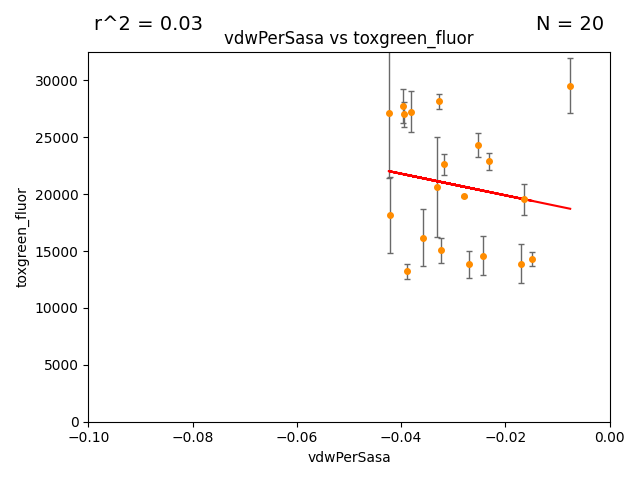 r^2 = 0.03
N = 20
vdwPerSasa vs toxgreen_fluor
toxgreen_fluor
30000
25000
20000
15000
10000
5000
0
−0.10
−0.08
−0.06
−0.04
−0.02
0.00
vdwPerSasa